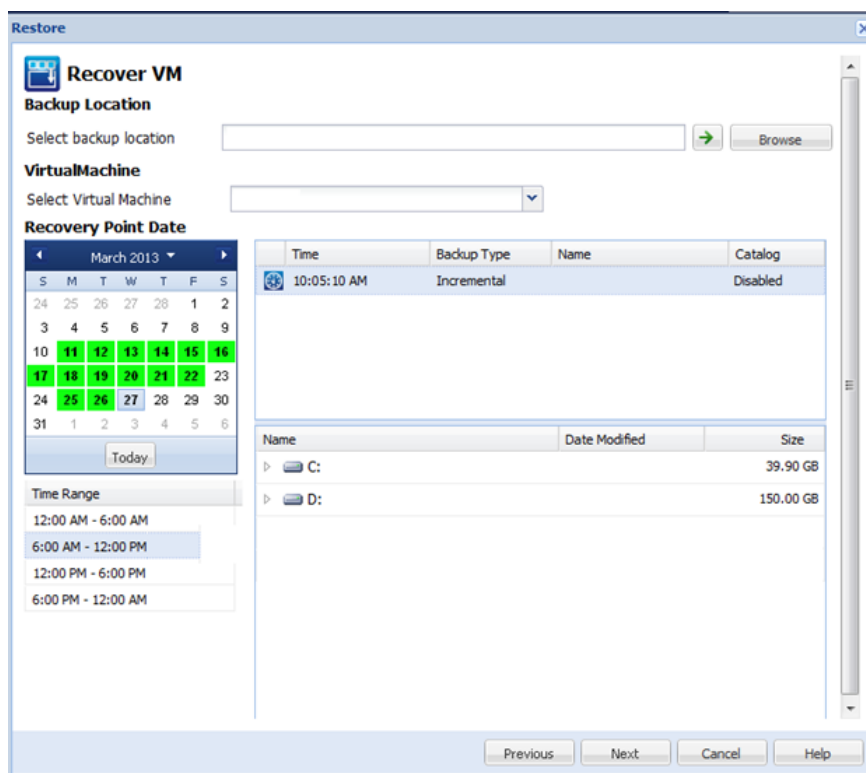 Restore
Recover VM
Backup Location
Select backup location
Browse
VirtualMachine
Select Virtual Machine
Recovery Point Date
March 2013
S M T W T F S
24 25 26 27 28 1 2
3 4 5 6 7 8 9
10 11 12 13 14 15 16
17 18 19 20 21 22 23
24 25 26 27 28 29 30
31 1 2 3 4 5 6
Today
Time Range
12:00 AM - 6:00 AM
6:00 AM - 12:00 PM
12:00 PM - 6:00 PM
6:00 PM - 12:00 AM
Time Backup Type Name Catalog
10:05:10 AM Incremental Disabled
Name Date Modified Size
C: 39.90 GB
D: 150.00 GB
Previous Next Cancel Help